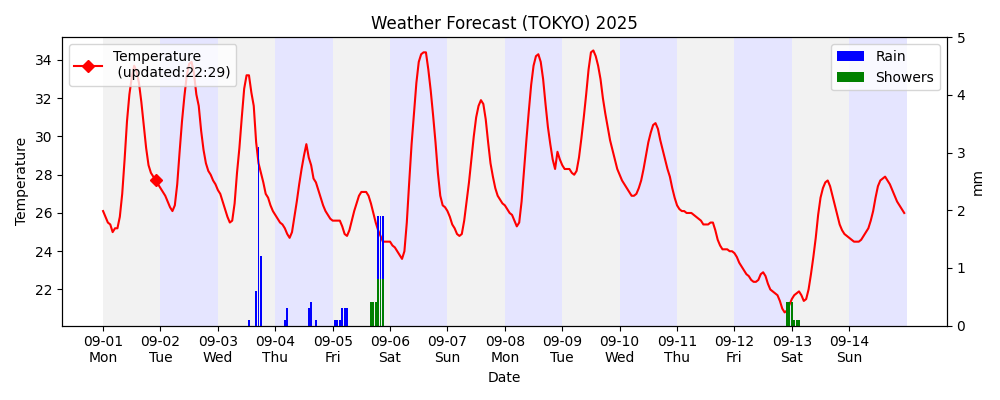 Weather Forecast (TOKYO) 2025
Temperature
(updated:22:29)
Rain
Showers
Temperature
34
32
30
28
26
24
22
5
4
3
2
1
0
mm
09-01 09-02 09-03 09-04 09-05 09-06 09-07 09-08 09-09 09-10 09-11 09-12 09-13 09-14
Mon Tue Wed Thu Fri Sat Sun Mon Tue Wed Thu Fri Sat Sun
Date